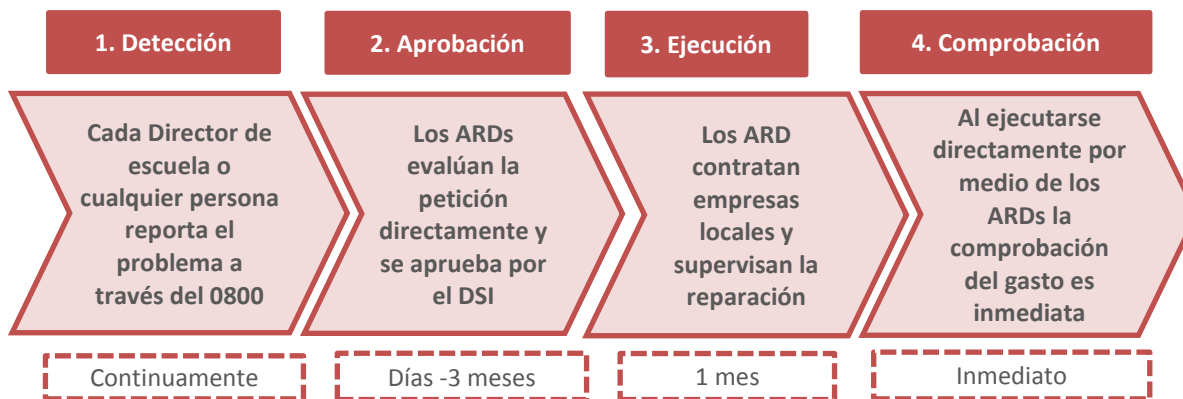 1. Detección
2. Aprobación
3. Ejecución
4. Comprobación
Cada Director de
escuela o
cualquier persona
reporta el
problema a
través del 0800
Los ARDs
evalúan la
petición
directamente y
se aprueba por
el DSI
Los ARD
contratan
empresas
locales y
supervisan la
reparación
Al ejecutarse
directamente por
medio de los
ARDs la
comprobación
del gasto es
inmediata
Continuamente
Días -3 meses
1 mes
Inmediato